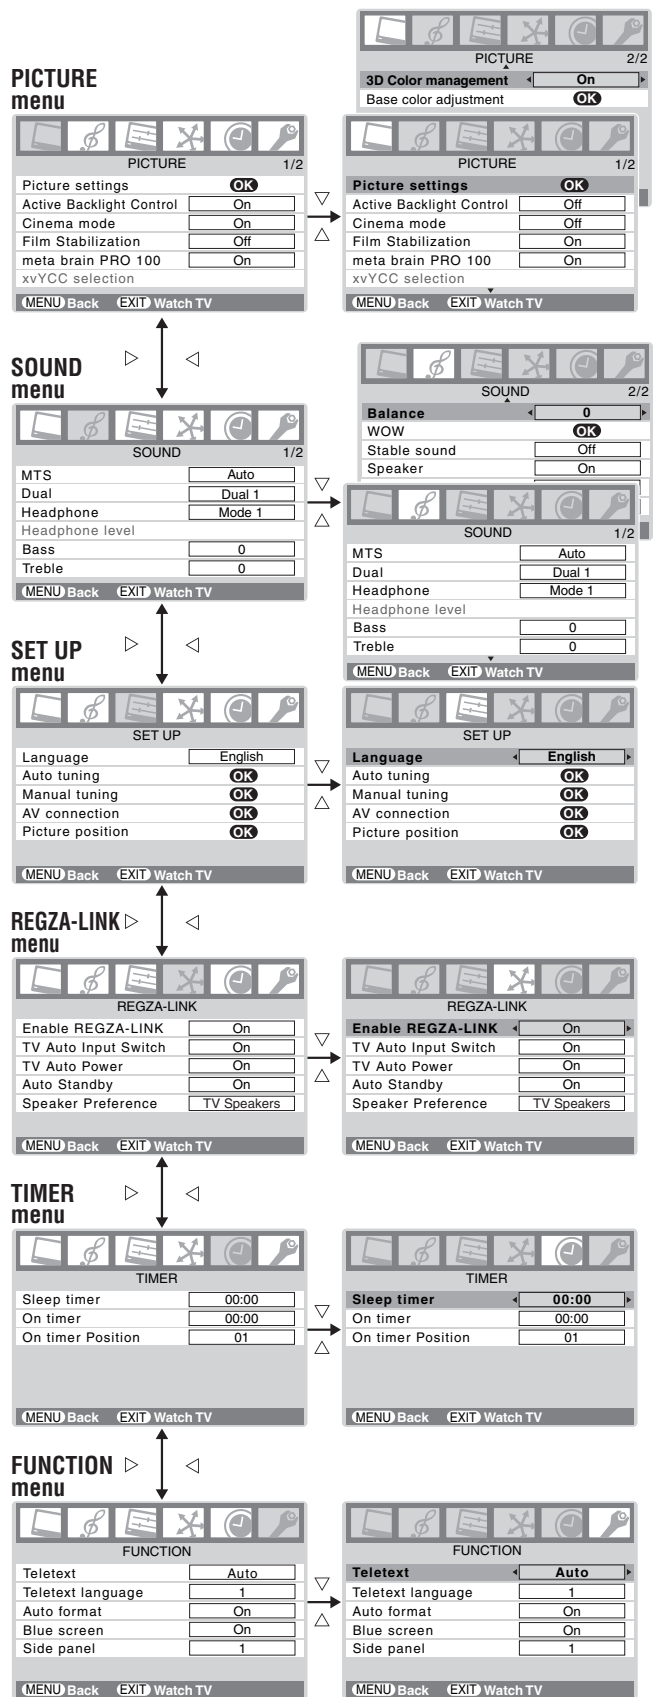 PICTURE 2/2
3D Color management On
Base color adjustment OK
PICTURE
menu
PICTURE 1/2
Picture settings OK
Active Backlight Control On
Cinema mode On
Film Stabilization Off
meta brain PRO 100 On
xvYCC selection
MENU Back EXIT Watch TV
PICTURE 1/2
Picture settings OK
Active Backlight Control Off
Cinema mode Off
Film Stabilization On
meta brain PRO 100 On
xvYCC selection
MENU Back EXIT Watch TV
SOUND
menu
SOUND 1/2
MTS Auto
Dual Dual 1
Headphone Mode 1
Headphone level
Bass 0
Treble 0
MENU Back EXIT Watch TV
SOUND 2/2
Balance 0
WOW OK
Stable sound Off
Speaker On
SOUND 1/2
MTS Auto
Dual Dual 1
Headphone Mode 1
Headphone level
Bass 0
Treble 0
MENU Back EXIT Watch TV
SET UP
menu
SET UP
Language English
Auto tuning OK
Manual tuning OK
AV connection OK
Picture position OK
MENU Back EXIT Watch TV
SET UP
Language English
Auto tuning OK
Manual tuning OK
AV connection OK
Picture position OK
MENU Back EXIT Watch TV
REGZA-LINK
menu
REGZA-LINK
Enable REGZA-LINK On
TV Auto Input Switch On
TV Auto Power On
Auto Standby On
Speaker Preference TV Speakers
MENU Back EXIT Watch TV
REGZA-LINK
Enable REGZA-LINK On
TV Auto Input Switch On
TV Auto Power On
Auto Standby On
Speaker Preference TV Speakers
MENU Back EXIT Watch TV
TIMER
menu
TIMER
Sleep timer 00:00
On timer 00:00
On timer Position 01
MENU Back EXIT Watch TV
TIMER
Sleep timer 00:00
On timer 00:00
On timer Position 01
MENU Back EXIT Watch TV
FUNCTION
menu
FUNCTION
Teletext Auto
Teletext language 1
Auto format On
Blue screen On
Side panel 1
MENU Back EXIT Watch TV
FUNCTION
Teletext Auto
Teletext language 1
Auto format On
Blue screen On
Side panel 1
MENU Back EXIT Watch TV